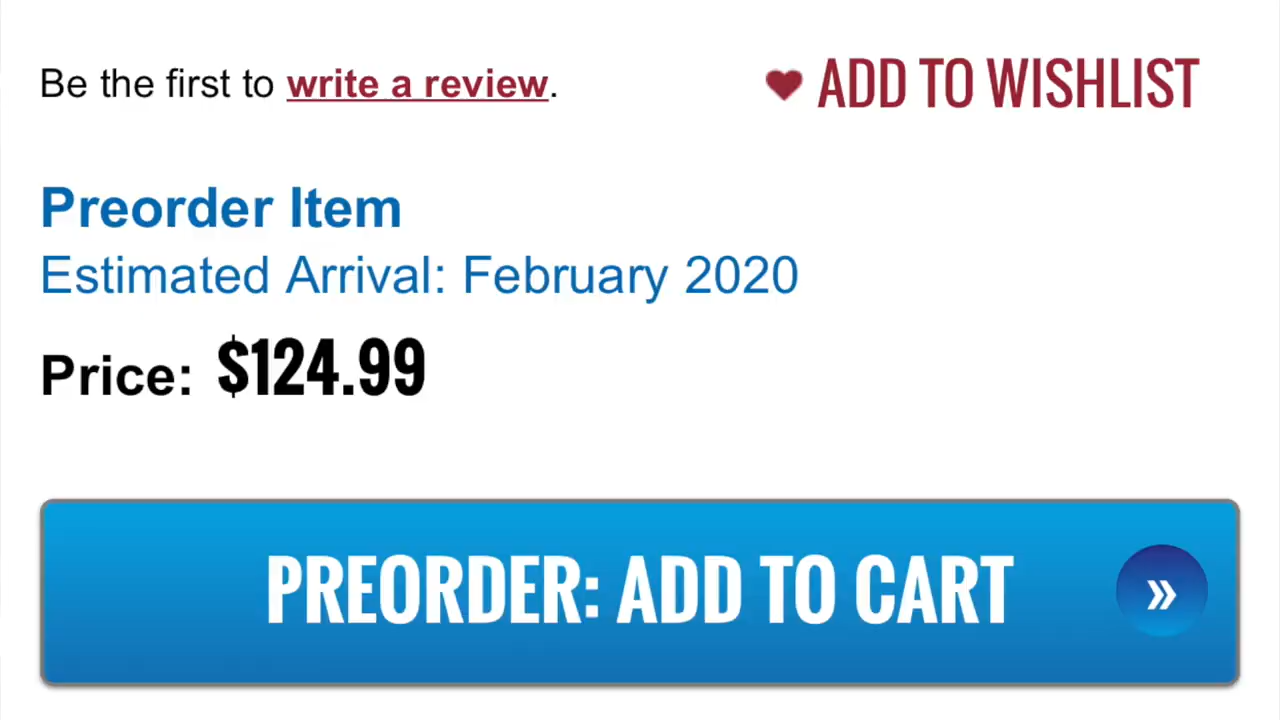 Be the first to write a review.
ADD TO WISHLIST
Preorder Item
Estimated Arrival: February 2020
Price: $124.99
PREORDER: ADD TO CART »